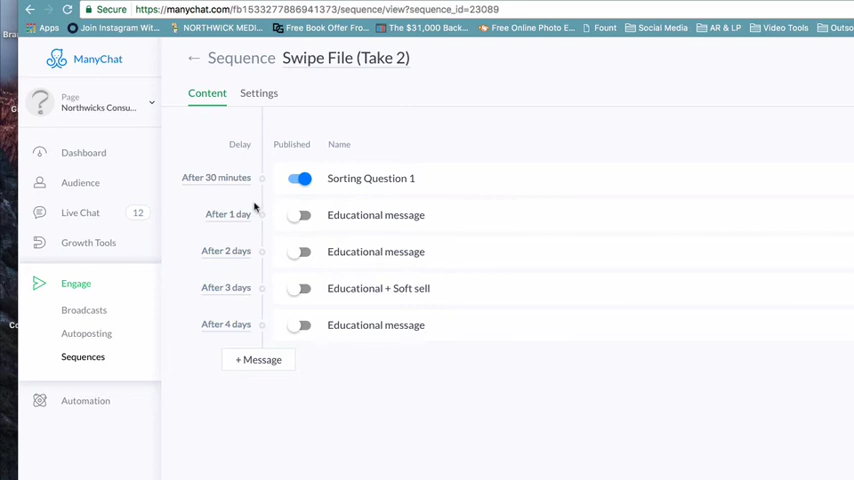 Secure https://manychat.com/fb1533277886941373/sequence/view?sequence_id=23089
Apps Join Instagram Wit... NORTHWICK MEDI... Free Book Offer Fro... The $31,000 Back... Free Online Photo E... Fount Social Media AR & LP Video Tools Outso
ManyChat
← Sequence Swipe File (Take 2)
Page
Northwicks Consu...
Content Settings
Delay Published Name
Dashboard
After 30 minutes Sorting Question 1
Audience
Live Chat 12
After 1 day Educational message
Growth Tools
After 2 days Educational message
Engage
After 3 days Educational + Soft sell
Broadcasts
After 4 days Educational message
Autoposting
Sequences
+ Message
Automation